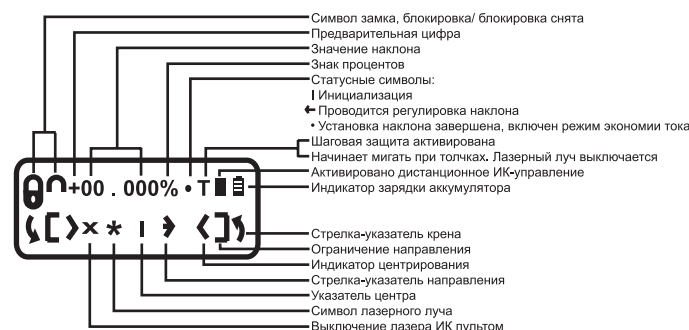 Символ замка, блокировка/ блокировка снята
Предварительная цифра
Значение наклона
Знак процентов
Статусные символы:
I Инициализация
← Проводится регулировка наклона
• Установка наклона завершена, включен режим экономии тока
Шаговая защита активирована
Начинает мигать при толчках. Лазерный луч выключается
Активировано дистанционное ИК-управление
Индикатор зарядки аккумулятора
+00 . 000% • T
x * I
Стрелка-указатель крена
Ограничение направления
Индикатор центрирования
Стрелка-указатель направления
Указатель центра
Символ лазерного луча
Выключение лазера ИК пультом